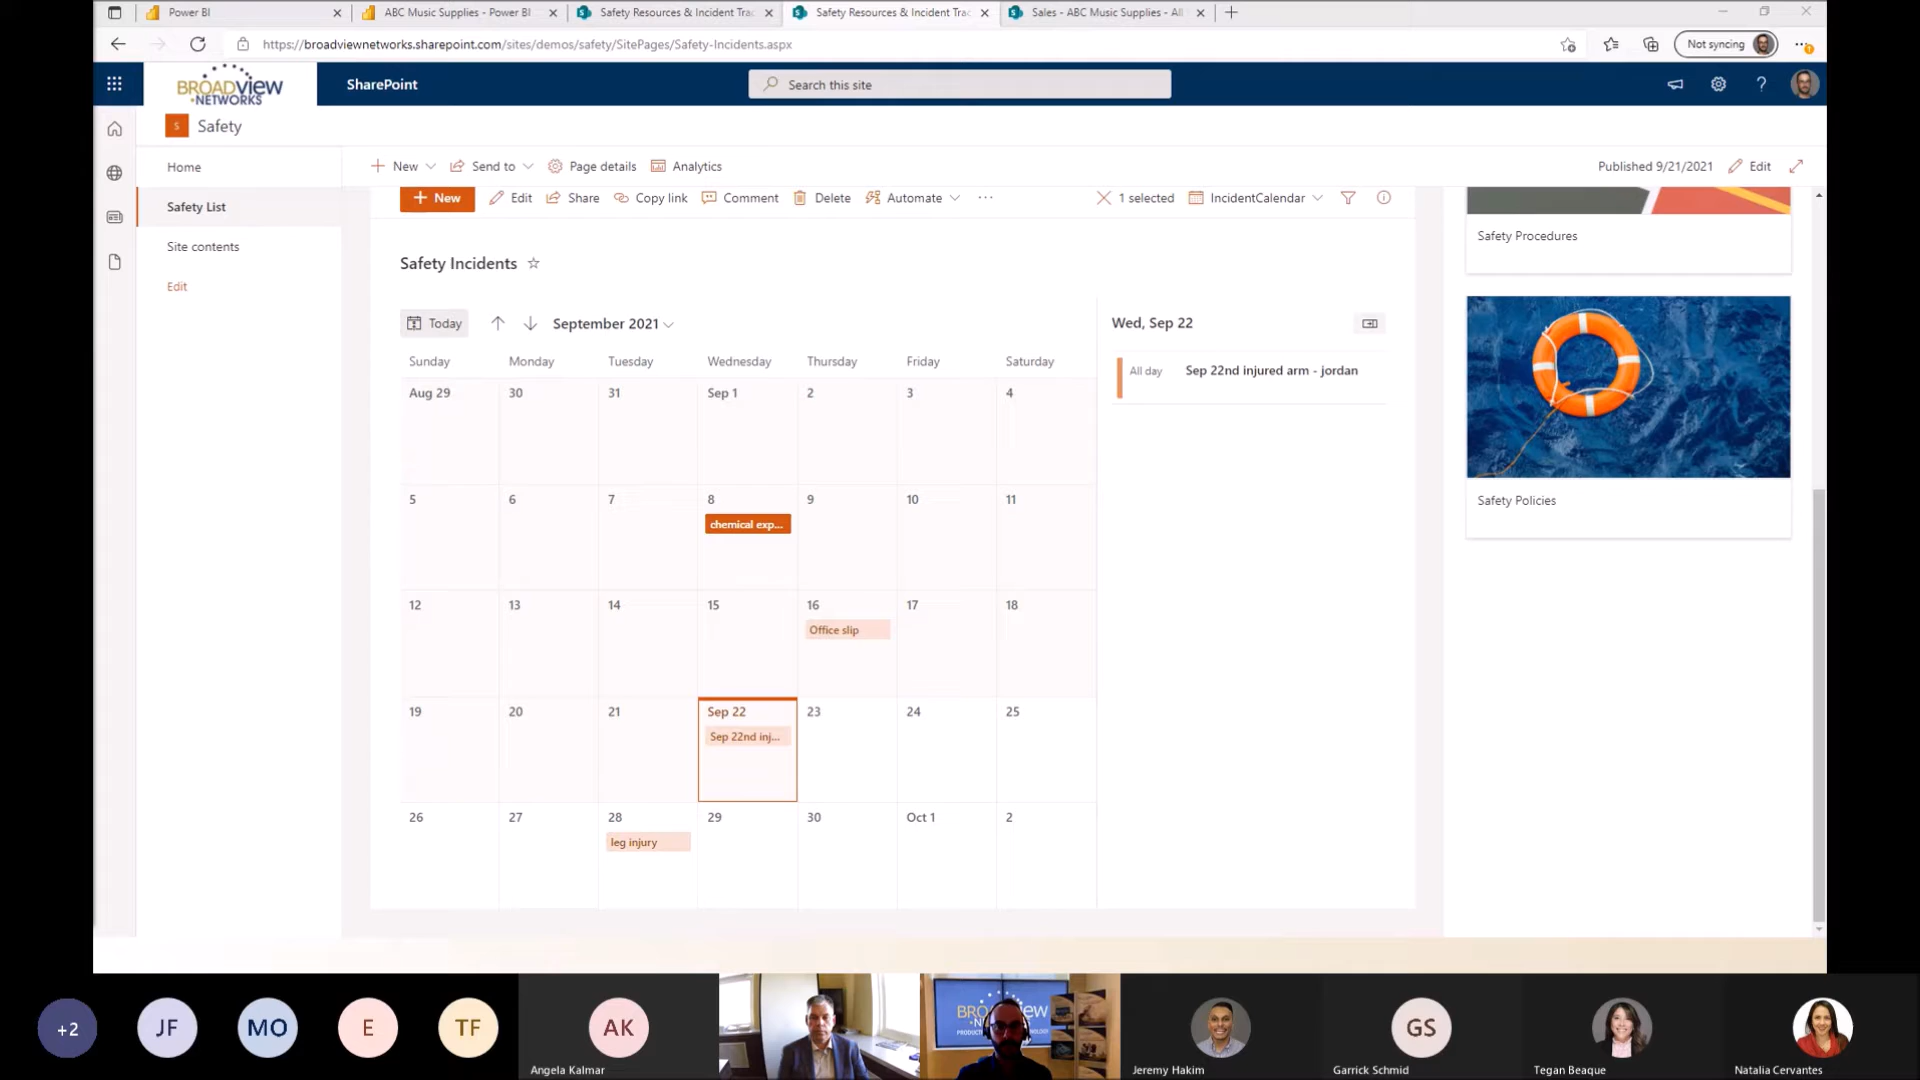 Power BI
ABC Music Supplies - Power BI
Safety Resources & Incident Trac
Safety Resources & Incident Trac
Sales - ABC Music Supplies - All
https://broadviewnetworks.sharepoint.com/sites/demos/safety/SitePages/Safety-Incidents.aspx
Not syncing
BROADVIEW
NETWORKS
SharePoint
Search this site
S
Safety
Home
Safety List
Site contents
Edit
New
Send to
Page details
Analytics
Published 9/21/2021
Edit
New
Edit
Share
Copy link
Comment
Delete
Automate
1 selected
IncidentCalendar
Safety Incidents
Today
September 2021
Sunday Monday Tuesday Wednesday Thursday Friday Saturday
Aug 29 30 31 Sep 1 2 3 4
5 6 7 8 9 10 11
chemical exp...
12 13 14 15 16 17 18
Office slip
19 20 21 Sep 22 23 24 25
Sep 22nd inj...
26 27 28 29 30 Oct 1 2
leg injury
Wed, Sep 22
All day
Sep 22nd injured arm - jordan
Safety Procedures
Safety Policies
+2
JF
MO
E
TF
AK
Angela Kalmar
Jeremy Hakim
GS
Garrick Schmid
Tegan Beaque
Natalia Cervantes